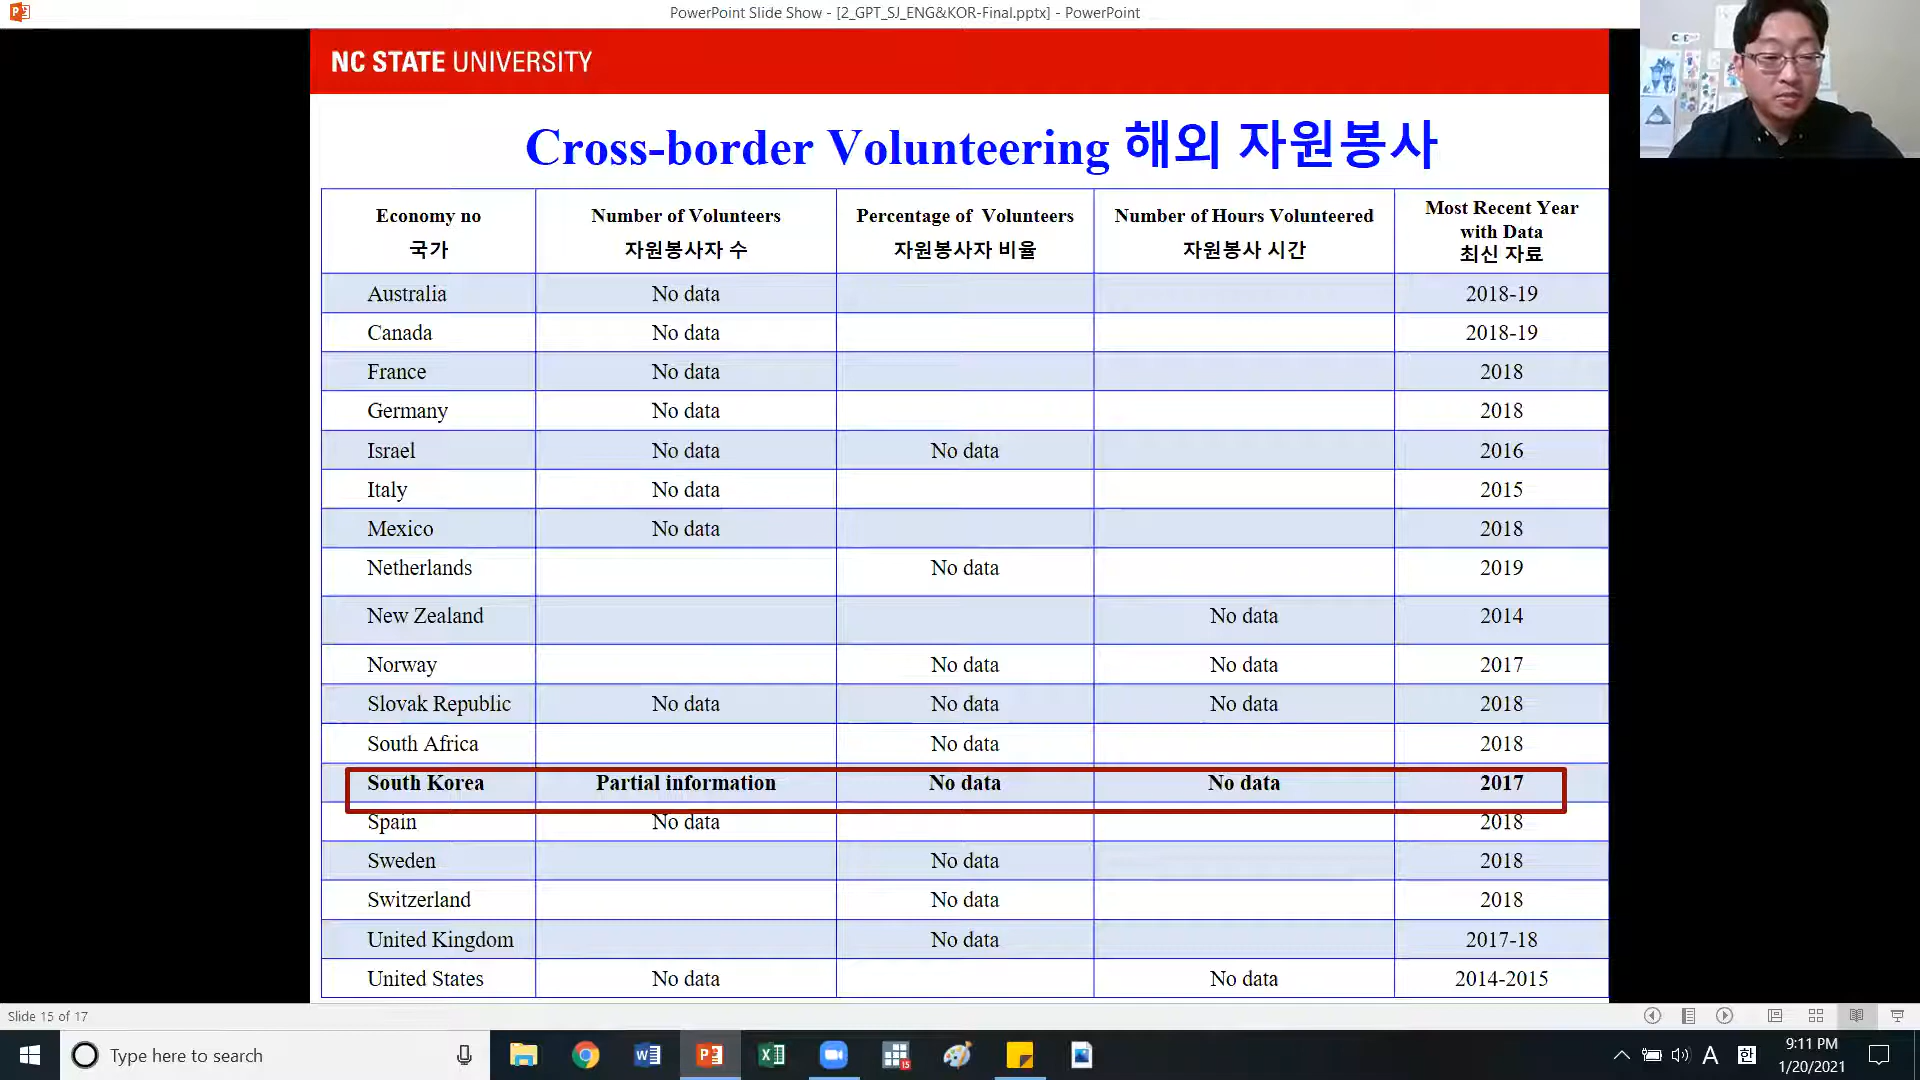 PowerPoint Slide Show - [2_GPT_SJ_ENG&KOR-Final.pptx] - PowerPoint
NC STATE UNIVERSITY
Cross-border Volunteering 해외 자원봉사
Economy no 국가 Number of Volunteers 자원봉사자 수 Percentage of Volunteers 자원봉사자 비율 Number of Hours Volunteered 자원봉사 시간 Most Recent Year with Data 최신 자료
Australia No data 2018-19
Canada No data 2018-19
France No data 2018
Germany No data 2018
Israel No data No data 2016
Italy No data 2015
Mexico No data 2018
Netherlands No data 2019
New Zealand No data 2014
Norway No data No data 2017
Slovak Republic No data No data No data 2018
South Africa No data 2018
South Korea Partial information No data No data 2017
Spain No data 2018
Sweden No data 2018
Switzerland No data 2018
United Kingdom No data 2017-18
United States No data No data 2014-2015
Slide 15 of 17
Type here to search
15
A 한
9:11 PM
1/20/2021